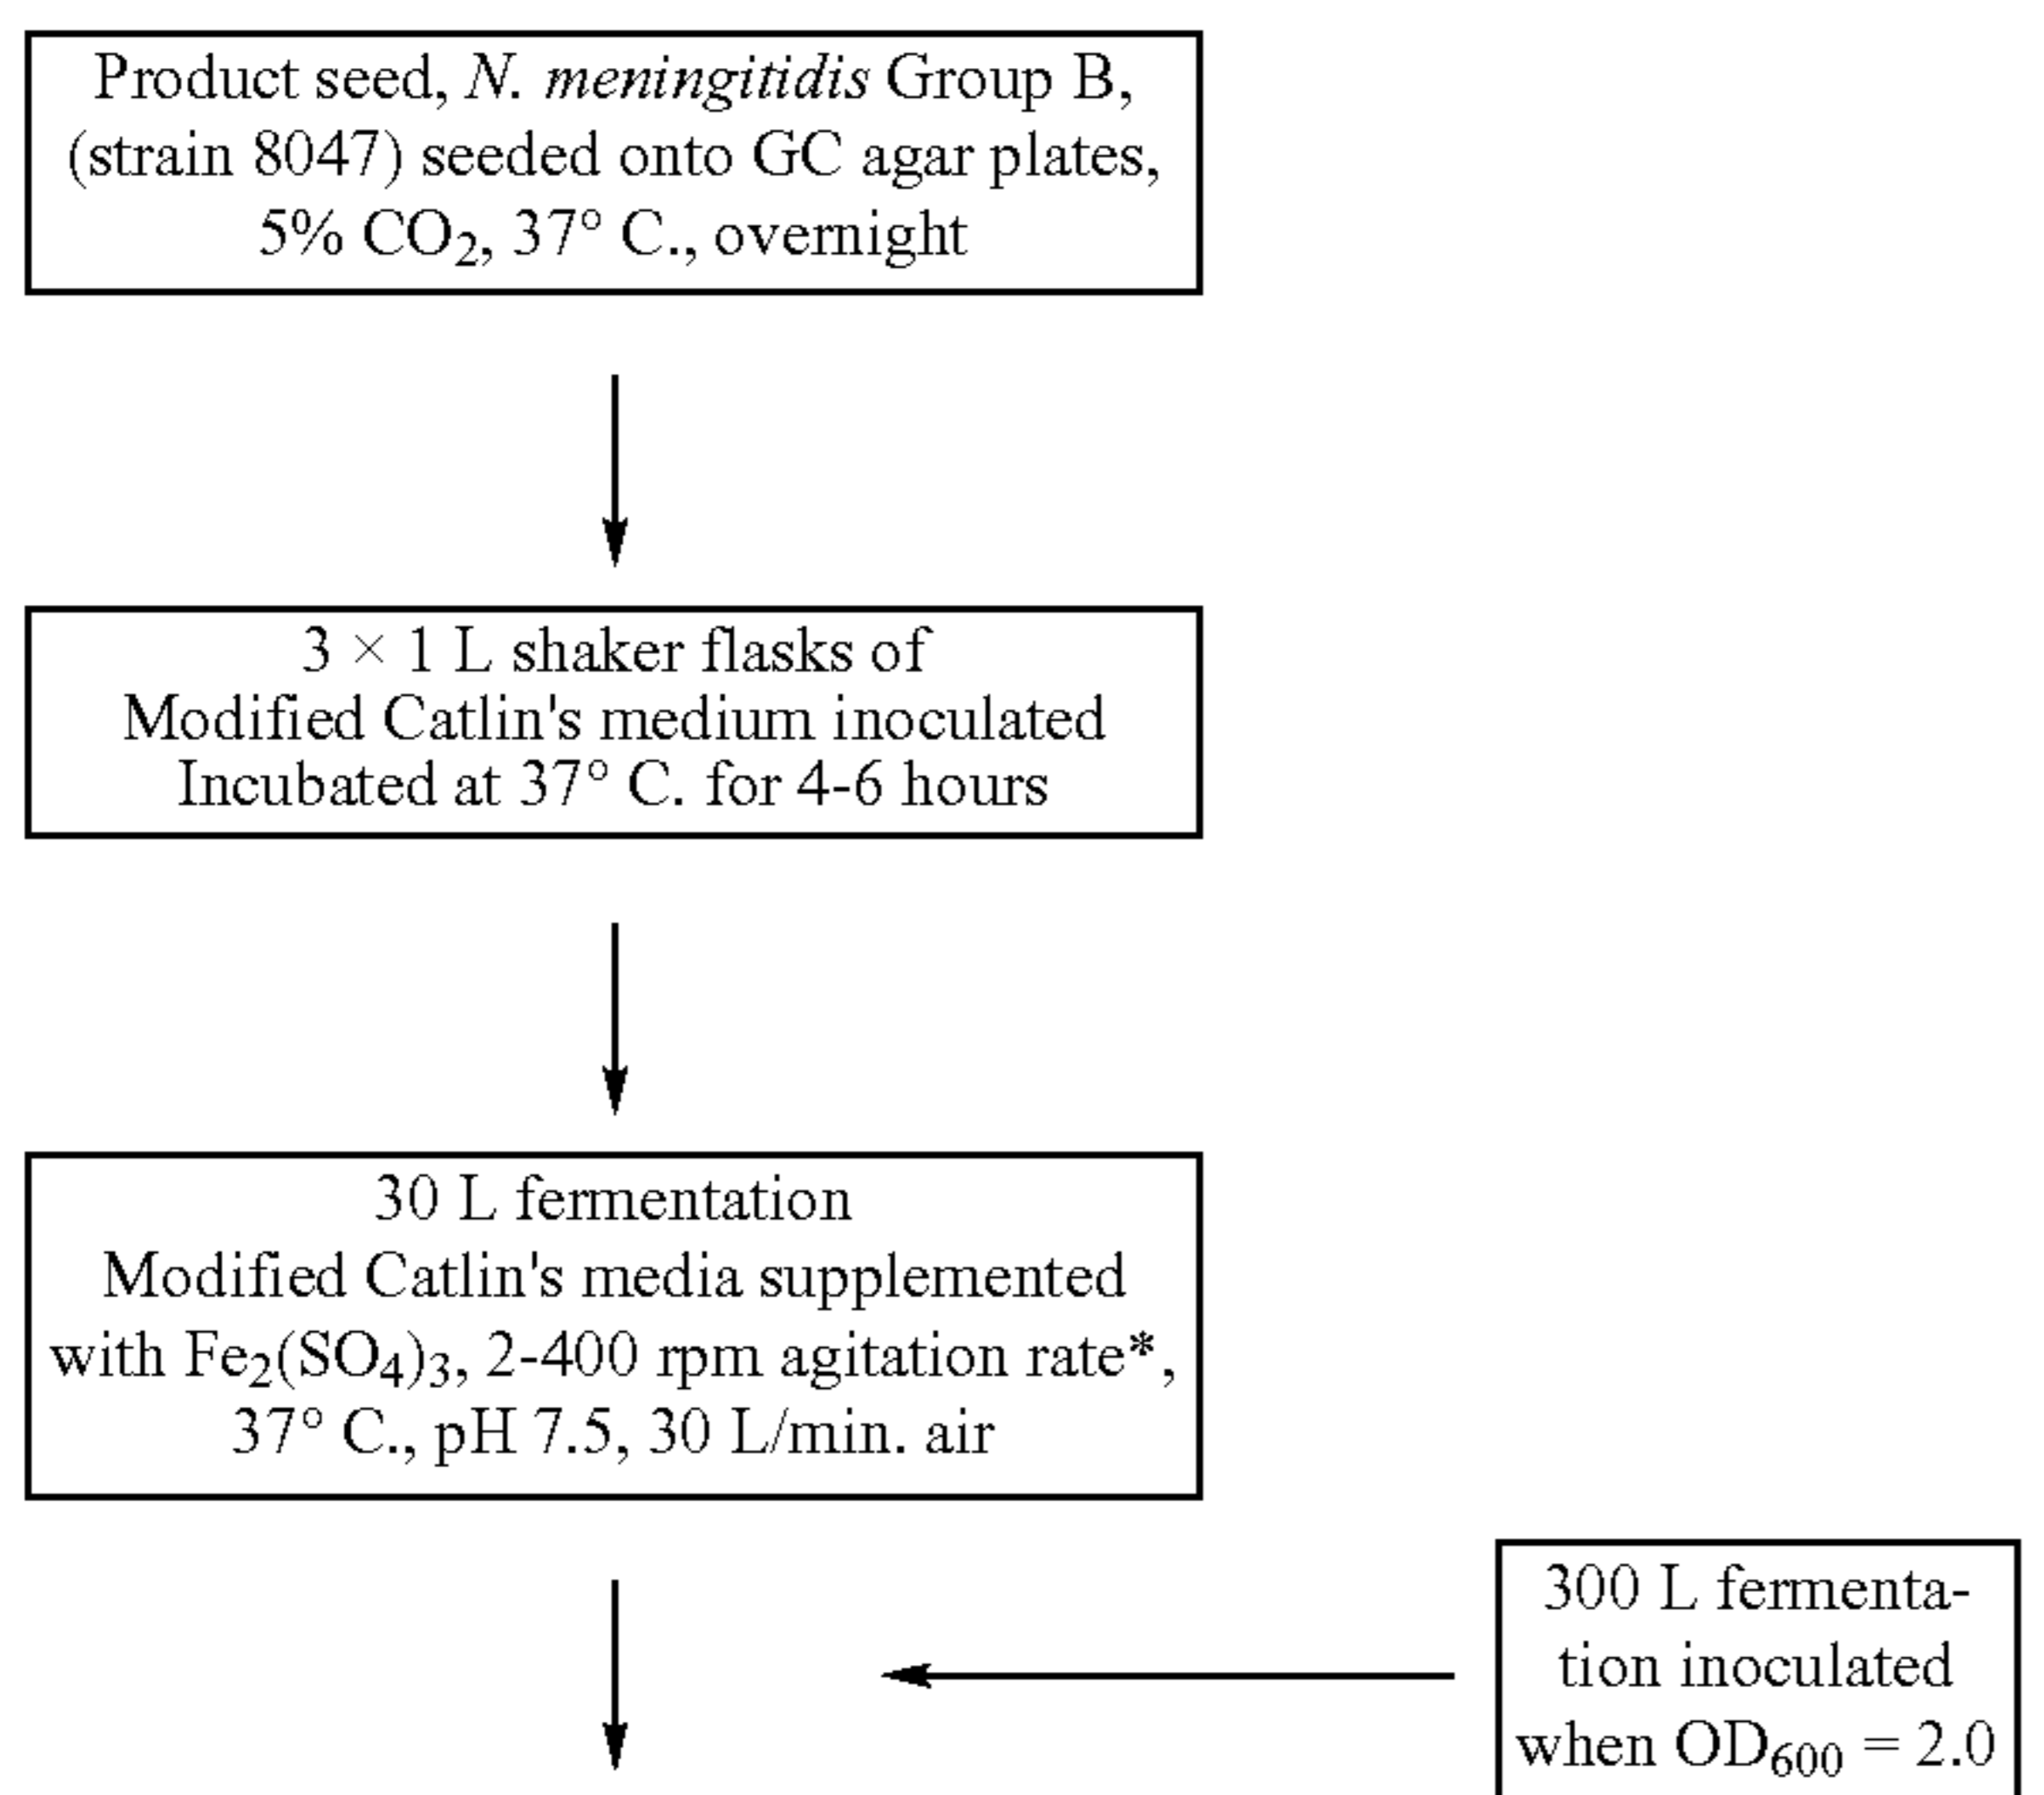 Product seed, N. meningitidis Group B,
(strain 8047) seeded onto GC agar plates,
5% CO₂, 37° C., overnight
3 × 1 L shaker flasks of
Modified Catlin's medium inoculated
Incubated at 37° C. for 4-6 hours
30 L fermentation
Modified Catlin's media supplemented
with Fe₂(SO₄)₃, 2-400 rpm agitation rate*,
37° C., pH 7.5, 30 L/min. air
300 L fermenta-
tion inoculated
when OD₆₀₀ = 2.0